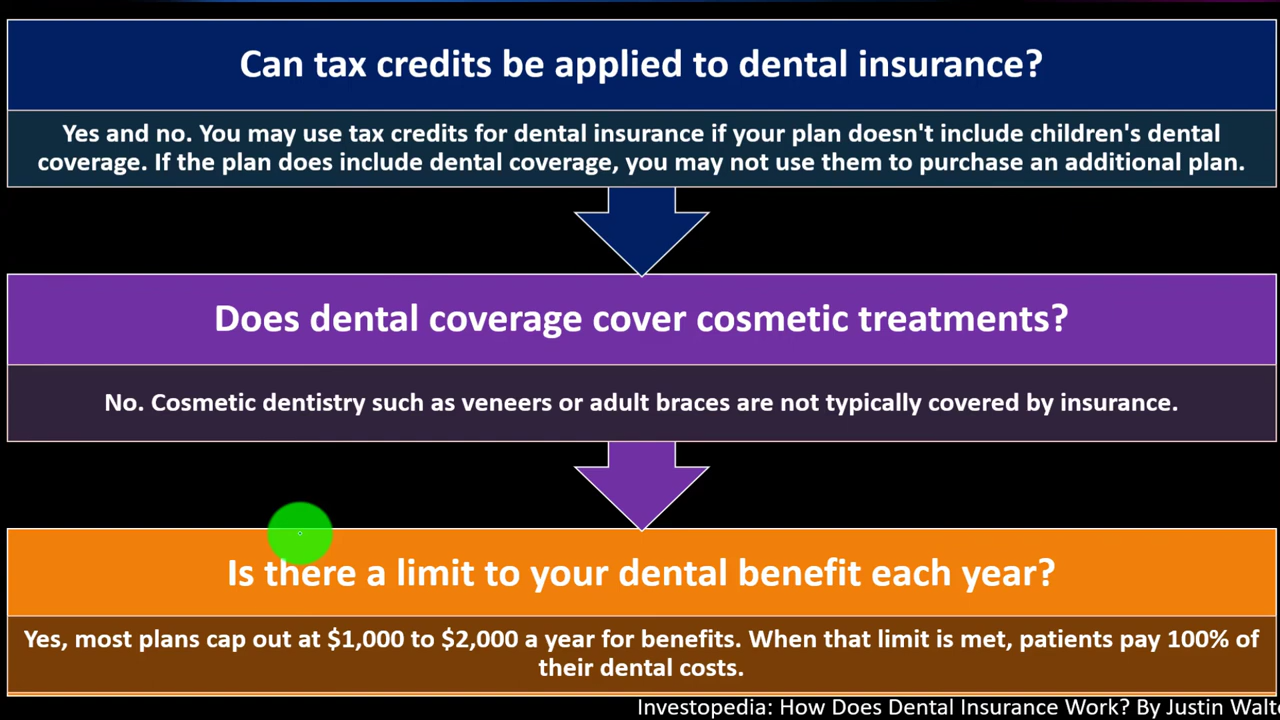 Can tax credits be applied to dental insurance?
Yes and no. You may use tax credits for dental insurance if your plan doesn't include children's dental
coverage. If the plan does include dental coverage, you may not use them to purchase an additional plan.
Does dental coverage cover cosmetic treatments?
No. Cosmetic dentistry such as veneers or adult braces are not typically covered by insurance.
Is there a limit to your dental benefit each year?
Yes, most plans cap out at $1,000 to $2,000 a year for benefits. When that limit is met, patients pay 100% of
their dental costs.
Investopedia: How Does Dental Insurance Work? By Justin